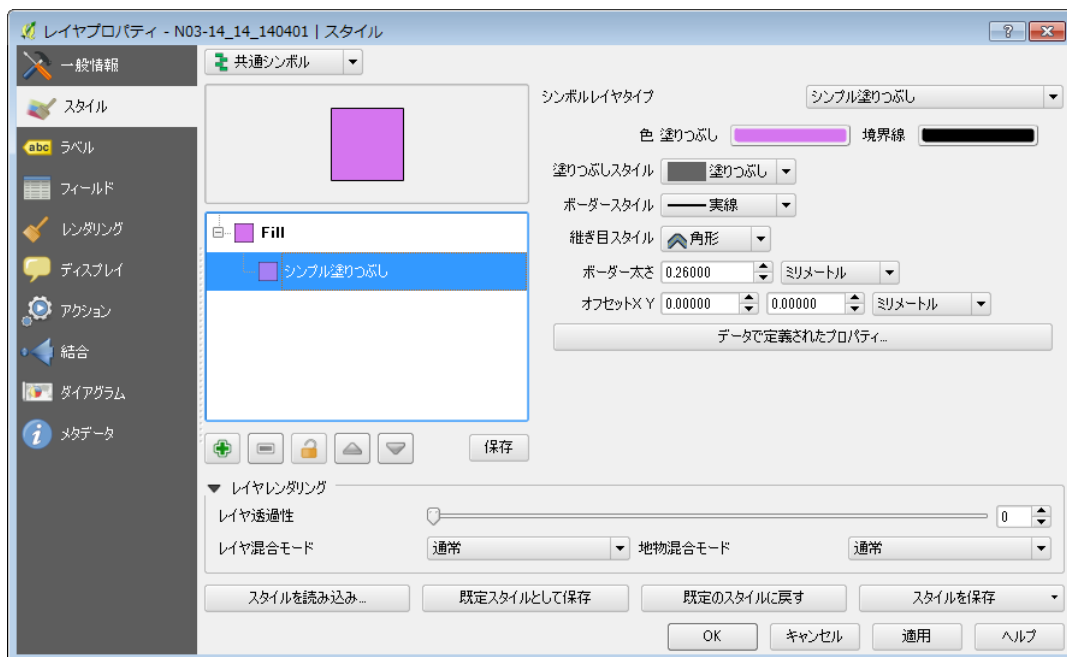 レイヤプロパティ - N03-14_14_140401 | スタイル
一般情報
スタイル
abc ラベル
フィールド
レンダリング
ディスプレイ
アクション
結合
ダイアグラム
メタデータ
共通シンボル
Fill
シンプル塗りつぶし
保存
シンボルレイヤタイプ シンプル塗りつぶし
色 塗りつぶし 境界線
塗りつぶしスタイル 塗りつぶし
ボーダースタイル 実線
継ぎ目スタイル 角形
ボーダー太さ 0.26000 ミリメートル
オフセットX Y 0.00000 0.00000 ミリメートル
データで定義されたプロパティ...
レイヤレンダリング
レイヤ透過性 0
レイヤ混合モード 通常 地物混合モード 通常
スタイルを読み込み... 既定スタイルとして保存 既定のスタイルに戻す スタイルを保存
OK キャンセル 適用 ヘルプ